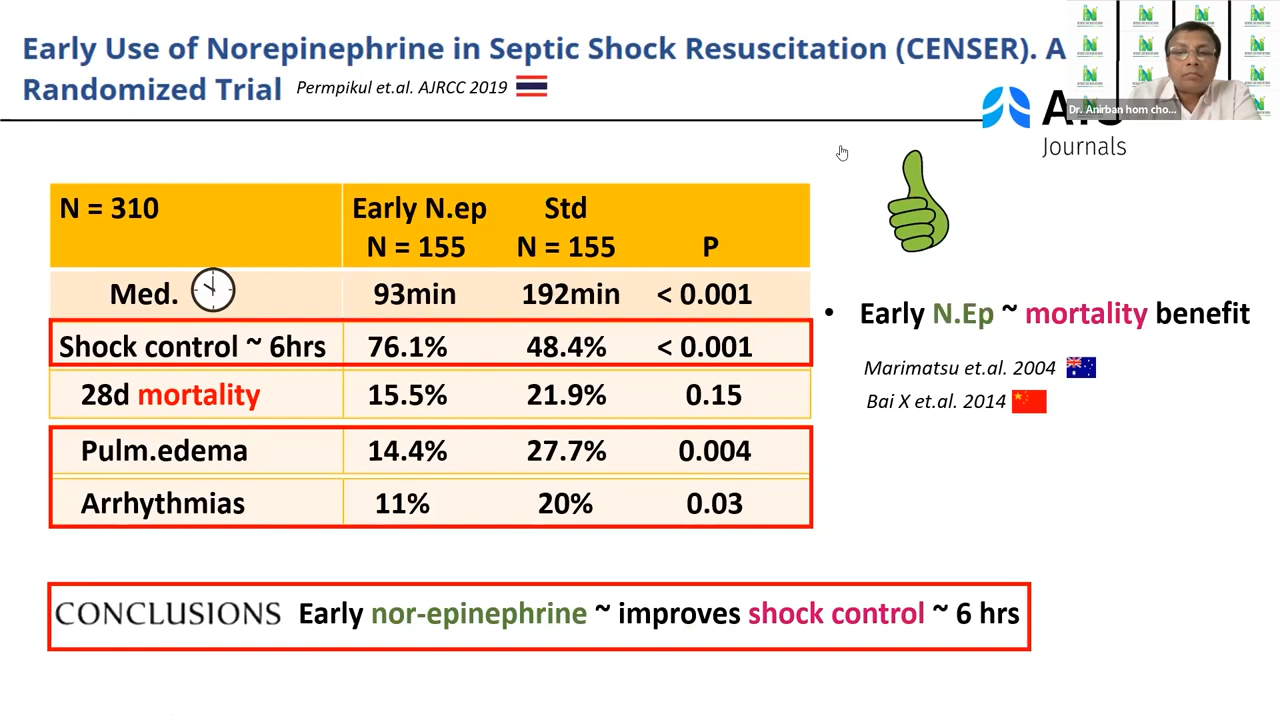 Early Use of Norepinephrine in Septic Shock Resuscitation (CENSER). A
Randomized Trial Permpikul et.al. AJRCC 2019
Dr. Anirban hom cho...
Journals
N = 310 Early N.ep Std
N = 155 N = 155 P
Med. 93min 192min < 0.001
Shock control ~ 6hrs 76.1% 48.4% < 0.001
28d mortality 15.5% 21.9% 0.15
Pulm.edema 14.4% 27.7% 0.004
Arrhythmias 11% 20% 0.03
• Early N.Ep ~ mortality benefit
Marimatsu et.al. 2004
Bai X et.al. 2014
CONCLUSIONS Early nor-epinephrine ~ improves shock control ~ 6 hrs